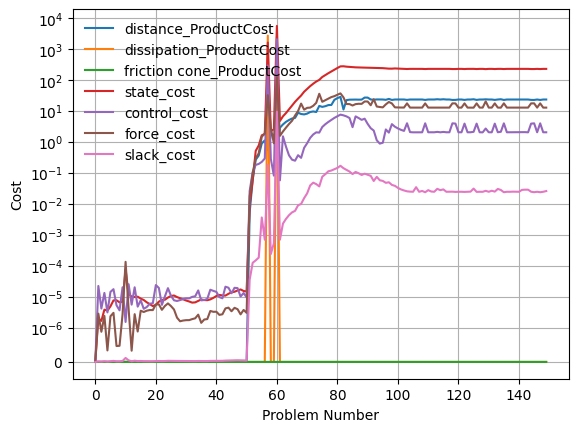 10⁴
10³
10²
10¹
10⁰
10⁻¹
10⁻²
10⁻³
10⁻⁴
10⁻⁵
10⁻⁶
0
Cost
distance_ProductCost
dissipation_ProductCost
friction cone_ProductCost
state_cost
control_cost
force_cost
slack_cost
0 20 40 60 80 100 120 140
Problem Number